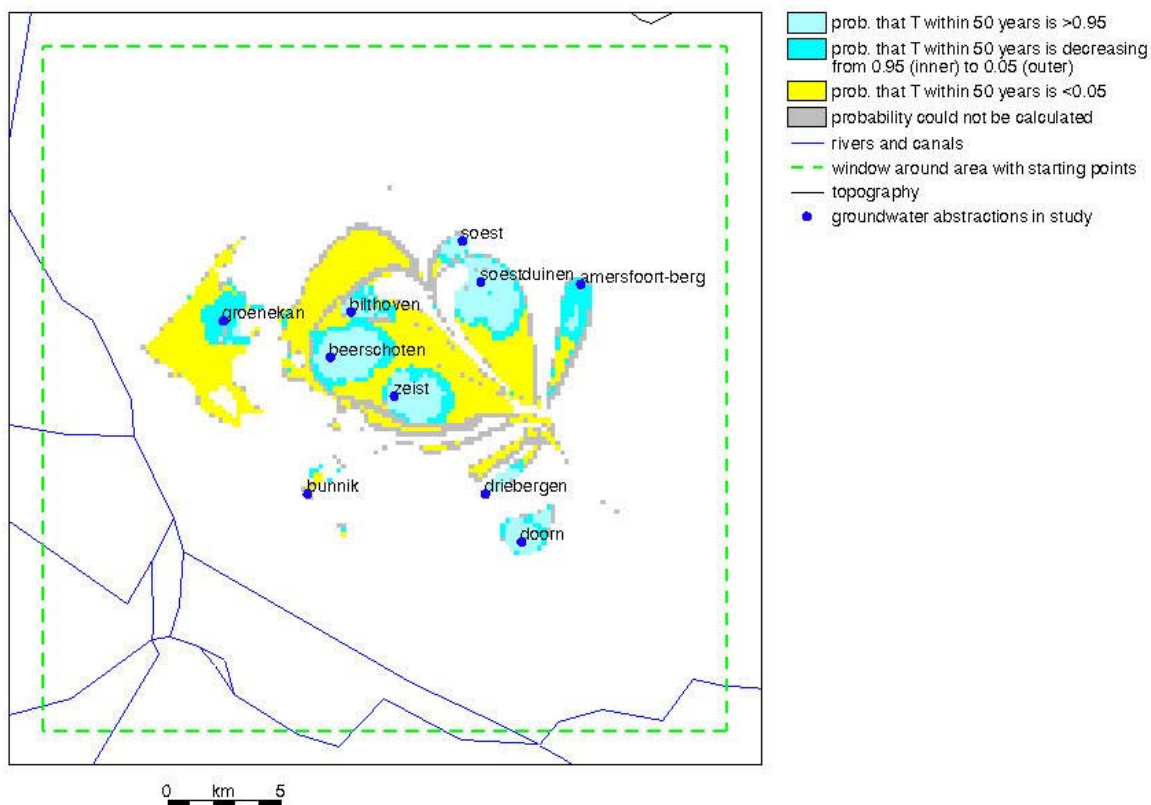 prob. that T within 50 years is >0.95
prob. that T within 50 years is decreasing
from 0.95 (inner) to 0.05 (outer)
prob. that T within 50 years is <0.05
probability could not be calculated
rivers and canals
window around area with starting points
topography
groundwater abstractions in study
soest
soestduinen
amersfoort-berg
bilthoven
groenekan
beerschoten
zeist
bunnik
driebergen
doorn
0 km 5